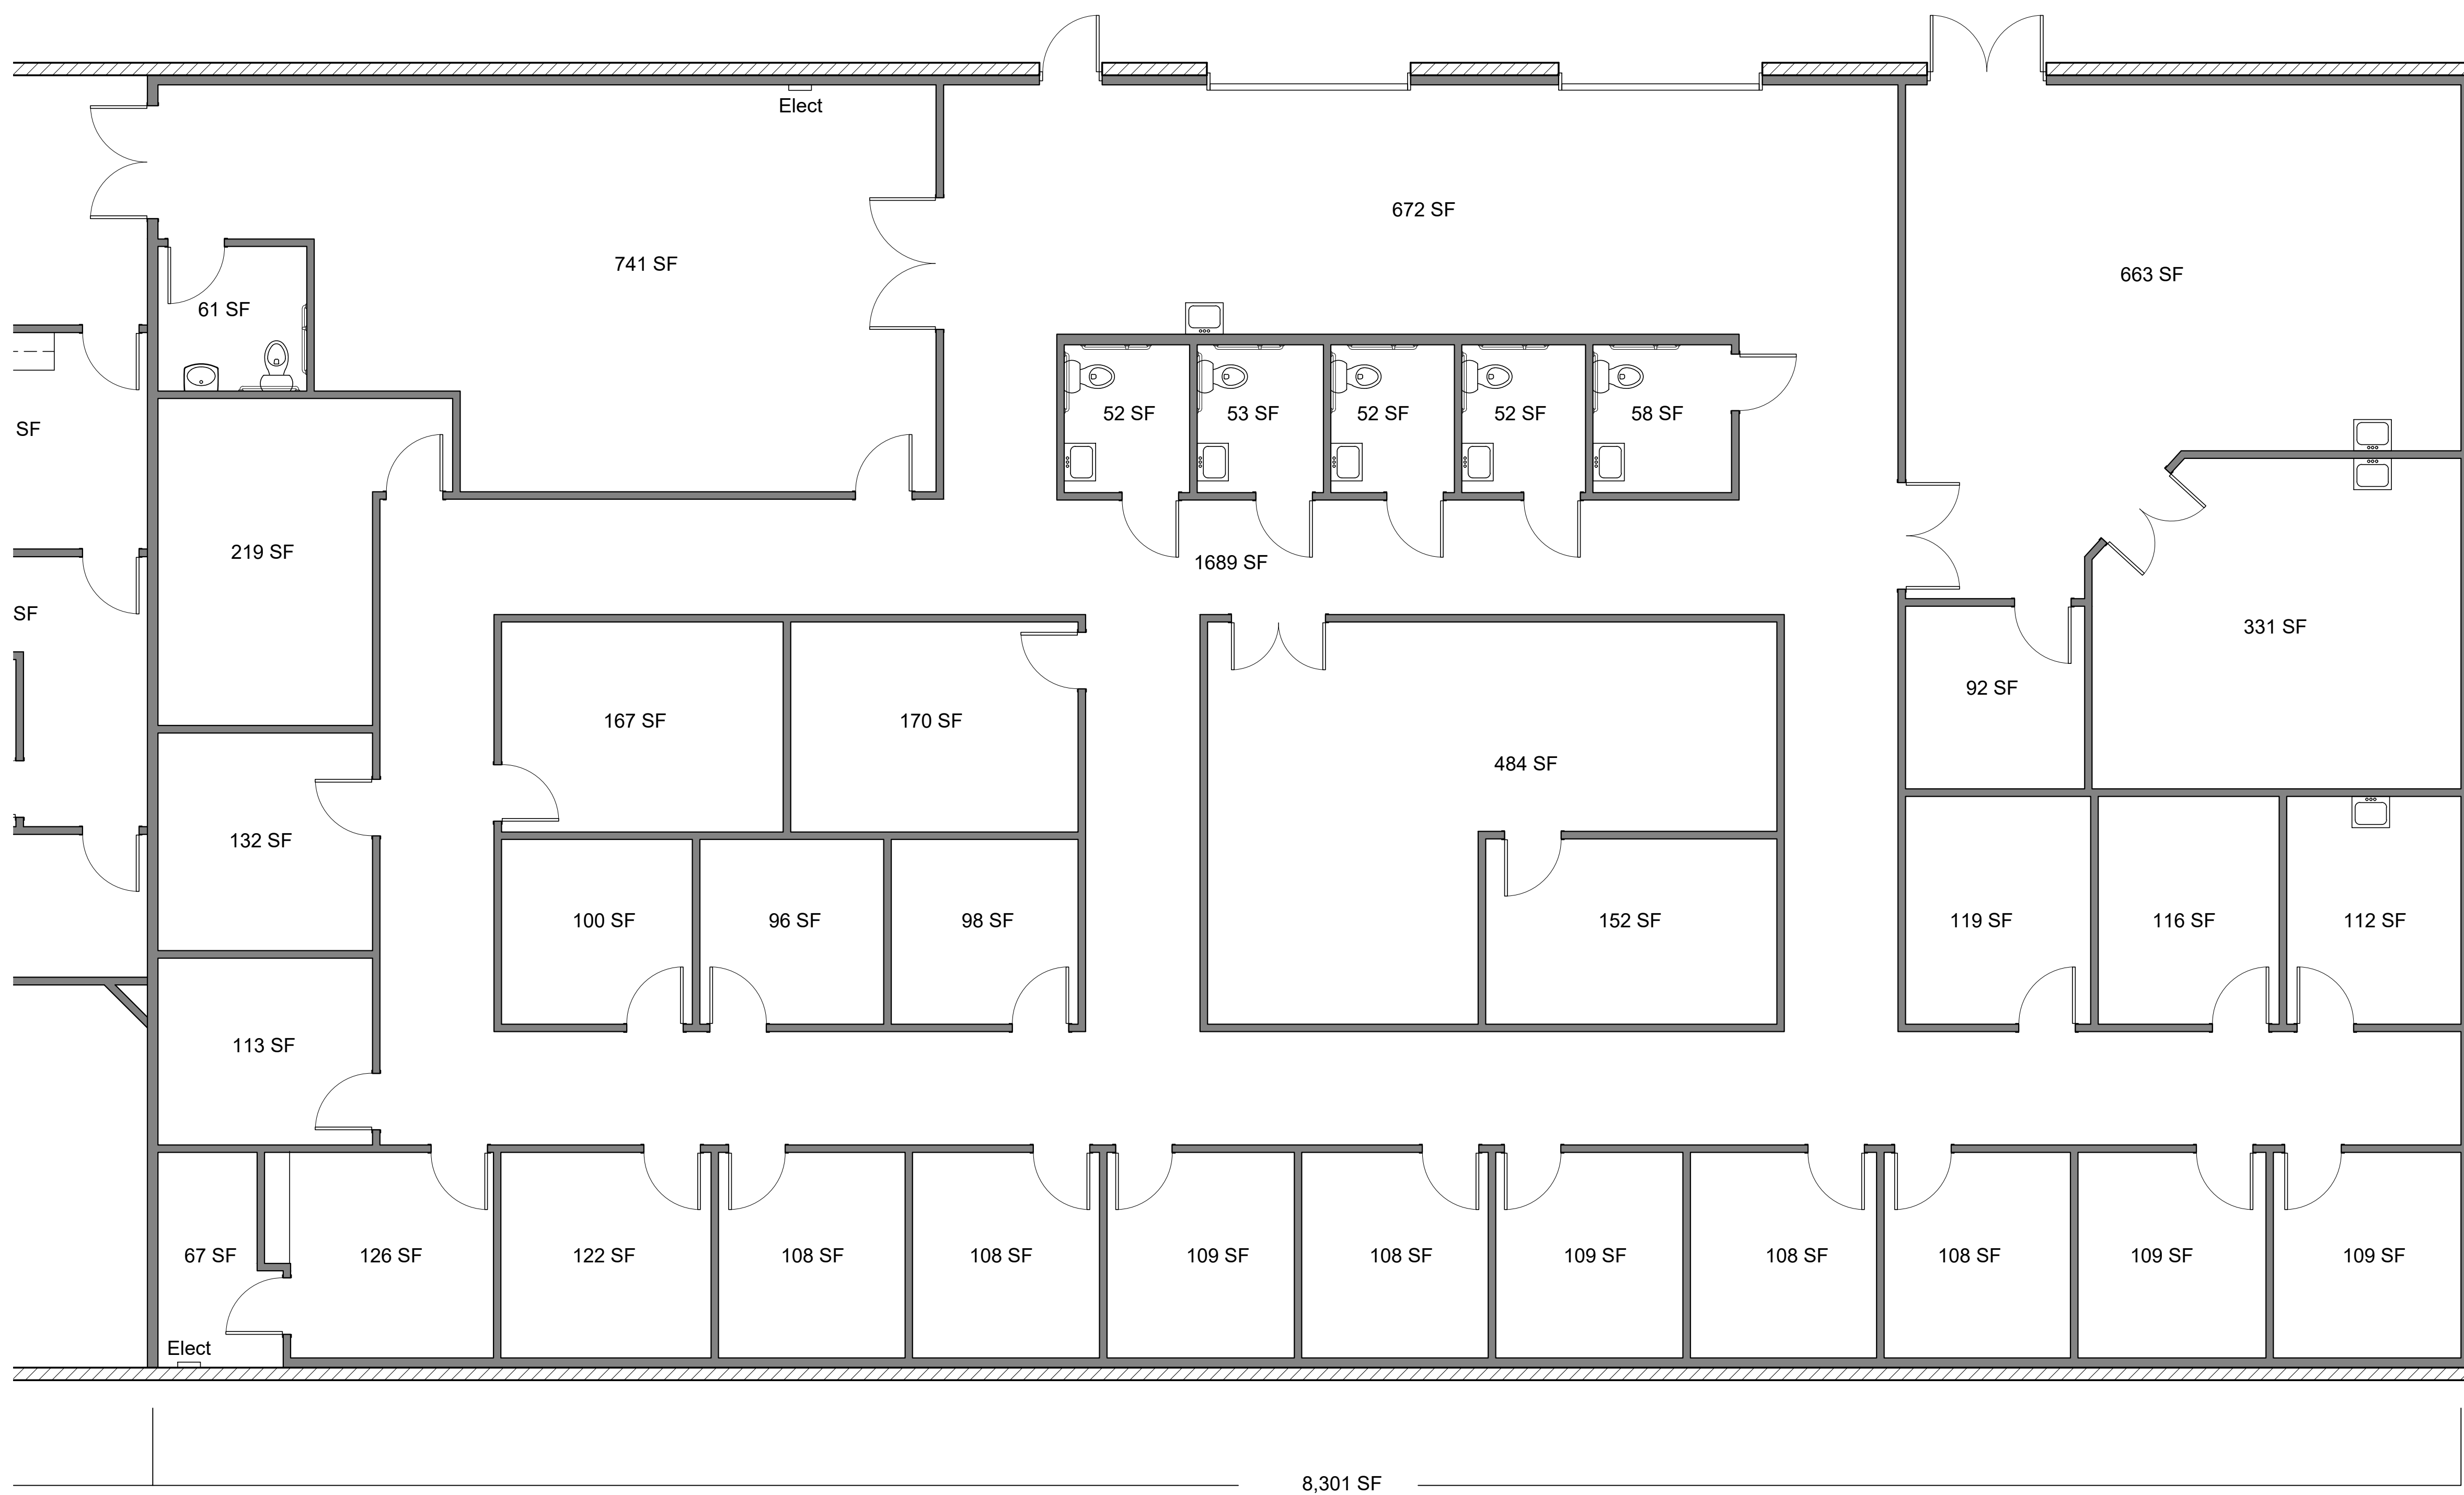 Elect
672 SF
741 SF
663 SF
61 SF
52 SF
53 SF
52 SF
52 SF
58 SF
SF
219 SF
1689 SF
SF
331 SF
92 SF
167 SF
170 SF
484 SF
132 SF
100 SF
96 SF
98 SF
152 SF
119 SF
116 SF
112 SF
113 SF
67 SF
126 SF
122 SF
108 SF
108 SF
109 SF
108 SF
109 SF
108 SF
108 SF
109 SF
109 SF
Elect
8,301 SF